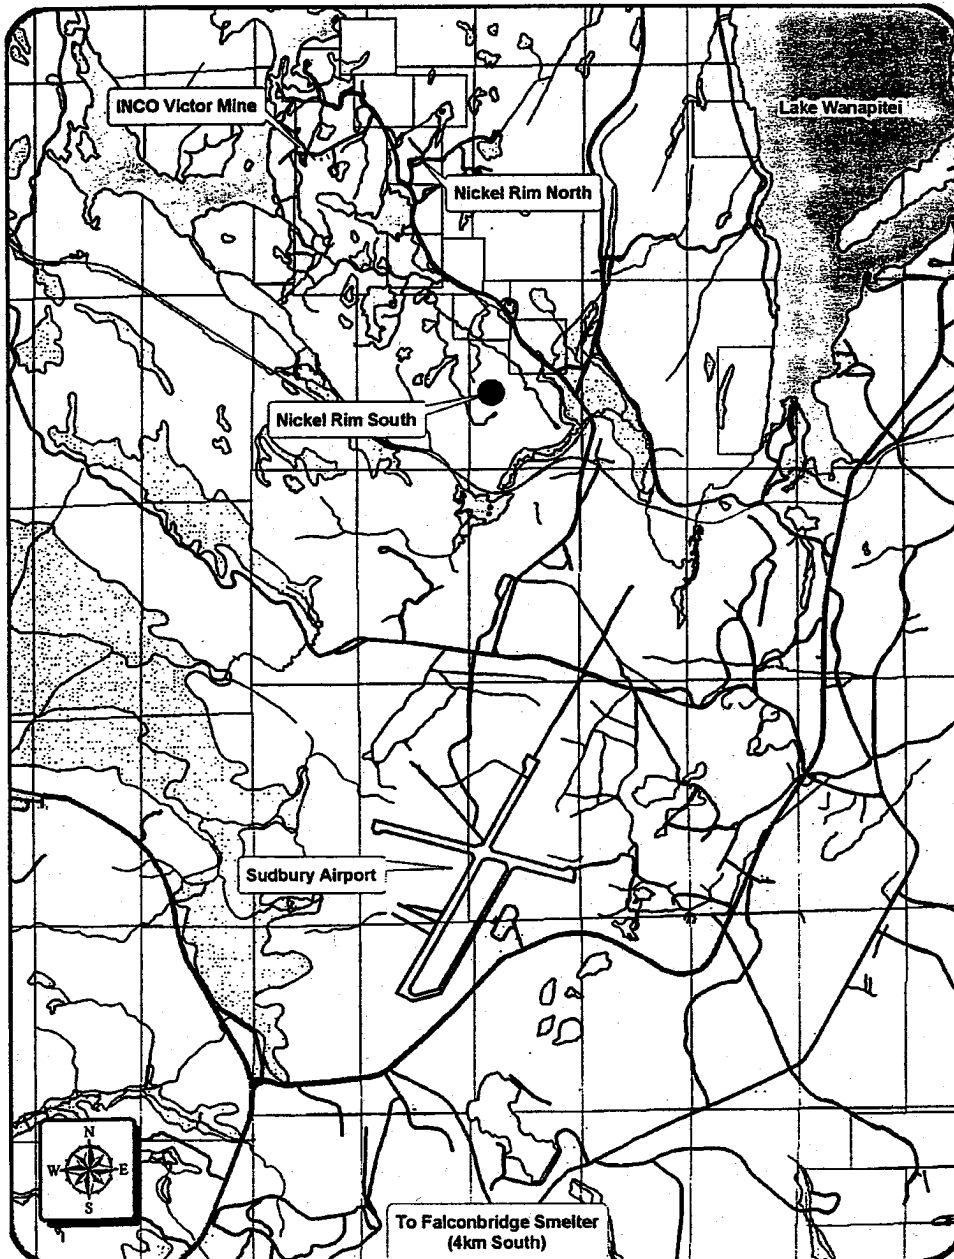 INCO Victor Mine
Lake Wanapitei
Nickel Rim North
Nickel Rim South
Sudbury Airport
N
W E
S
To Falconbridge Smelter
(4km South)